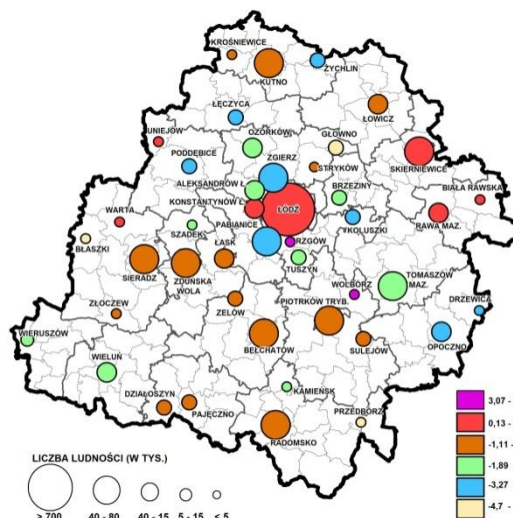 KROŚNIEWICE
KUTNO
ŻYCHLIN
ŁĘCZYCA
ŁOWICZ
UNIEJÓW
OZORKÓW
GŁOWNO
PODDĘBICE
ZGIERZ
STRYKÓW
SKIERNIEWICE
ALEKSANDRÓW Ł.
BRZEZINY
BIAŁA RAWSKA
KONSTANTYNÓW Ł.
ŁÓDŹ
WARTA
PABIANICE
KOLUSZKI
RAWA MAZ.
SZADEK
RZGÓW
BŁASZKI
ŁASK
TUSZYN
SIERADZ
ZDUŃSKA
WOLA
WOLBÓRZ
TOMASZÓW
MAZ.
ZŁOCZEW
ZELÓW
PIOTRKÓW TRYB.
DRZEWICA
WIERUSZÓW
BEŁCHATÓW
SULEJÓW
OPOCZNO
WIELUŃ
KAMIEŃSK
DZIAŁOSZYN
PAJĘCZNO
PRZEDBÓRZ
RADOMSKO
3,07 -
0,13 -
-1,11 -
-1,89
-3,27
-4,7 -
LICZBA LUDNOŚCI (W TYS.)
> 700 40 - 80 40 - 15 5 - 15 < 5